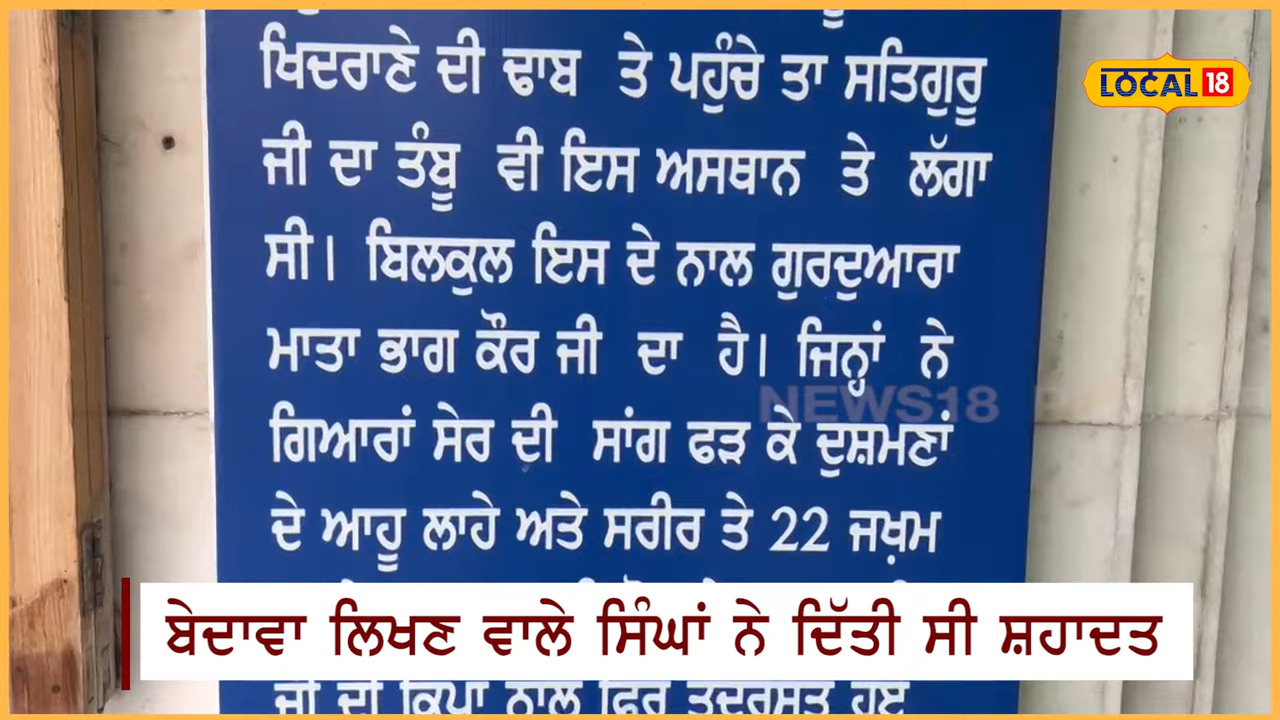 ਖਿਦਰਾਣੇ ਦੀ ਢਾਬ ਤੇ ਪਹੁੰਚੇ ਤਾ ਸਤਿਗੁਰੂ
ਜੀ ਦਾ ਤੰਬੂ ਵੀ ਇਸ ਅਸਥਾਨ ਤੇ ਲੱਗਾ
ਸੀ। ਬਿਲਕੁਲ ਇਸ ਦੇ ਨਾਲ ਗੁਰਦੁਆਰਾ
ਮਾਤਾ ਭਾਗ ਕੌਰ ਜੀ ਦਾ ਹੈ। ਜਿਨ੍ਹਾਂ ਨੇ
ਗਿਆਰਾਂ ਸੇਰ ਦੀ ਸਾਂਗ ਫੜ ਕੇ ਦੁਸ਼ਮਣਾਂ
ਦੇ ਆਹੂ ਲਾਹੇ ਅਤੇ ਸਰੀਰ ਤੇ 22 ਜਖ਼ਮ
ਜੀ ਦੀ ਕਿਪਾ ਨਾਲ ਫਿਰ ਤਦਰਸਤ ਹੋਏ
LOCAL 18
NEWS18
ਬੇਦਾਵਾ ਲਿਖਣ ਵਾਲੇ ਸਿੰਘਾਂ ਨੇ ਦਿੱਤੀ ਸੀ ਸ਼ਹਾਦਤ